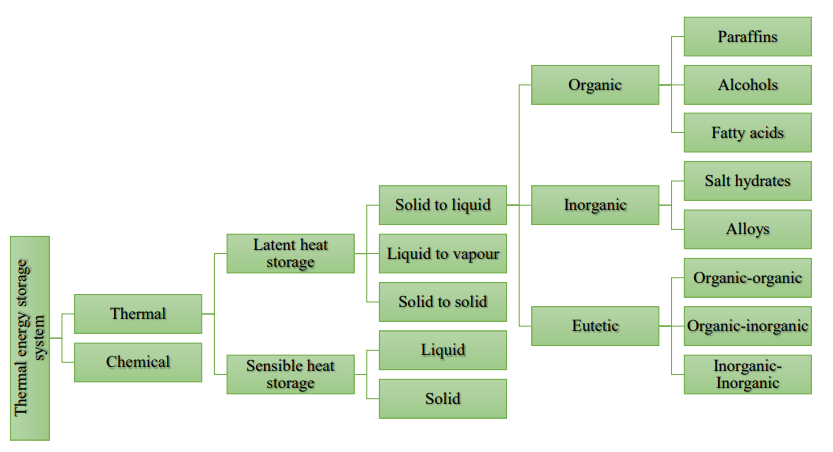 Thermal energy storage
system
Thermal
Chemical
Latent heat
storage
Sensible heat
storage
Solid to liquid
Liquid to vapour
Solid to solid
Liquid
Solid
Organic
Inorganic
Eutetic
Paraffins
Alcohols
Fatty acids
Salt hydrates
Alloys
Organic-organic
Organic-inorganic
Inorganic-
Inorganic